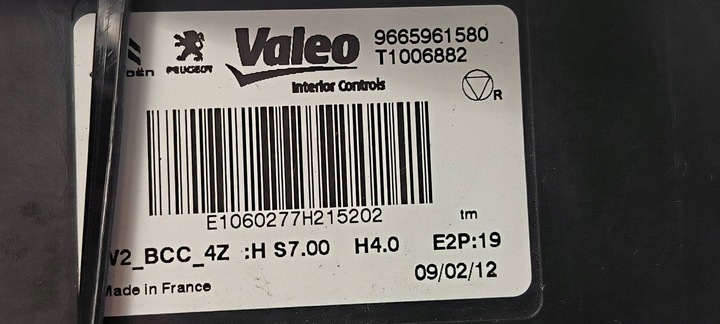 Valeo
9665961580
T1006882
PEUGEOT
Interior Controls
R
E1060277H215202
tm
V2_BCC_4Z :H S7.00 H4.0 E2P:19
09/02/12
Made in France